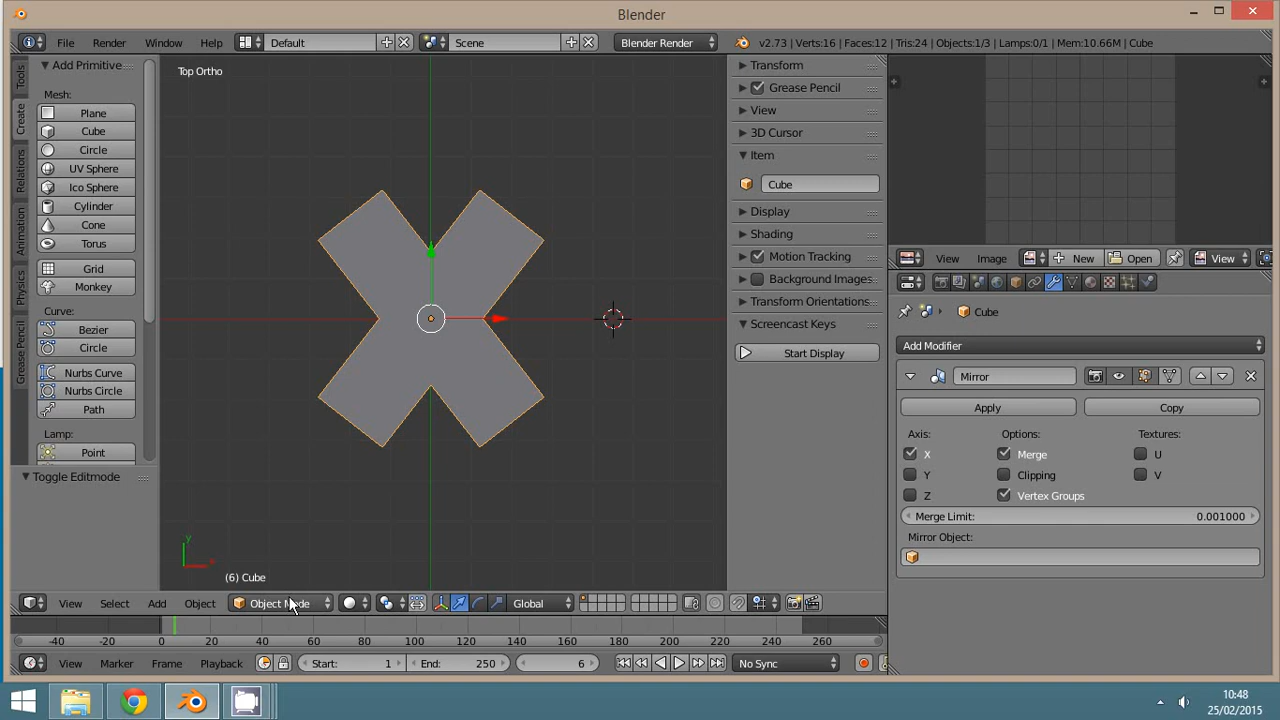 Blender
File Render Window Help Default Scene Blender Render v2.73 | Verts:16 | Faces:12 | Tris:24 | Objects:1/3 | Lamps:0/1 | Mem:10.66M | Cube
Tools
Create
Relations
Animation
Physics
Grease Pencil
Add Primitive
Mesh:
Plane
Cube
Circle
UV Sphere
Ico Sphere
Cylinder
Cone
Torus
Grid
Monkey
Curve:
Bezier
Circle
Nurbs Curve
Nurbs Circle
Path
Lamp:
Point
Toggle Editmode
Top Ortho
y
x
(6) Cube
Transform
Grease Pencil
View
3D Cursor
Item
Cube
Display
Shading
Motion Tracking
Background Images
Transform Orientations
Screencast Keys
Start Display
View Image New Open View
Cube
Add Modifier
Mirror
Apply Copy
Axis: Options: Textures:
X Merge U
Y Clipping V
Z Vertex Groups
Merge Limit: 0.001000
Mirror Object:
View Select Add Object Object Mode Global
-40 -20 0 20 40 60 80 100 120 140 160 180 200 220 240 260
View Marker Frame Playback Start: 1 End: 250 6 No Sync
10:48
25/02/2015